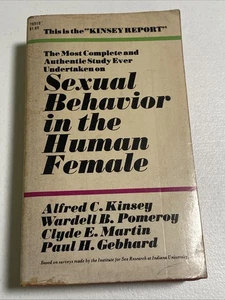 This is the "KINSEY REPORT"
The Most Complete and
Authentic Study Ever
Undertaken on
Sexual
Behavior
in the
Human
Female
Alfred C. Kinsey
Wardell B. Pomeroy
Clyde E. Martin
Paul H. Gebhard
Based on surveys made by the Institute for Sex Research at Indiana University